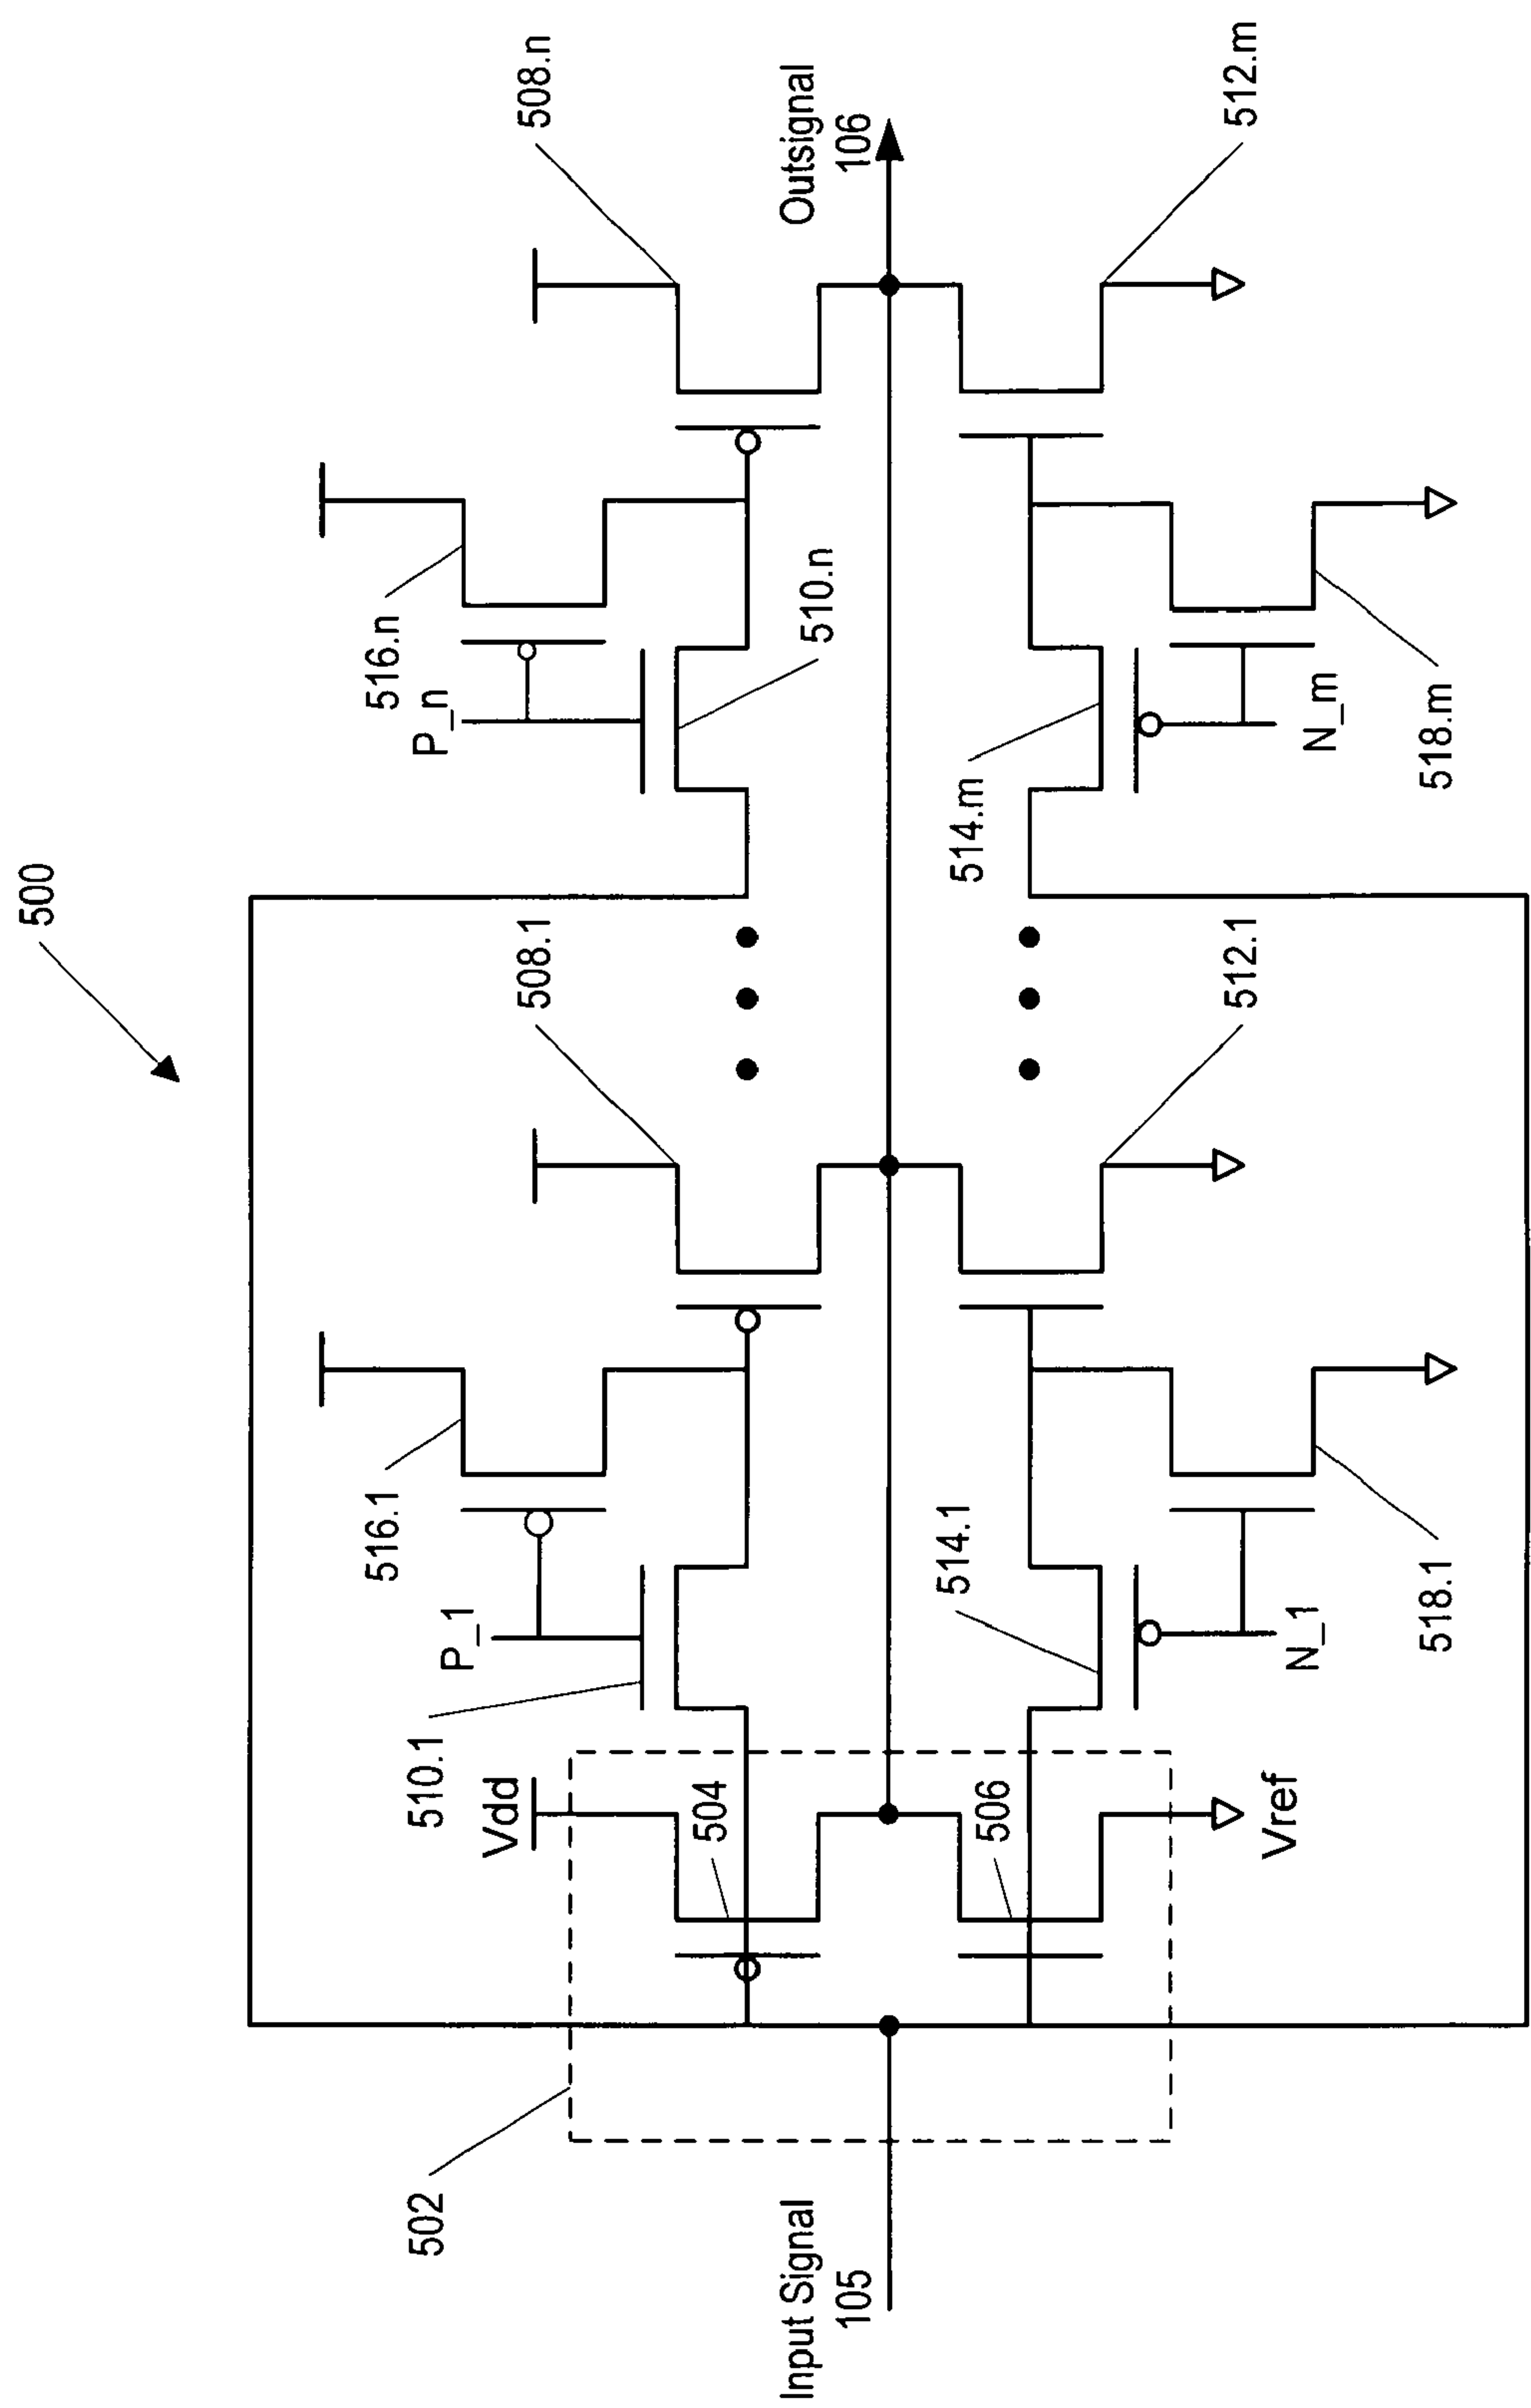 500
508.n
516.n
P_n
510.n
Outsignal
106
514.m
N_m
518.m
512.m
508.1
516.1
P_1
510.1
512.1
514.1
N_1
518.1
Vdd
504
506
Vref
502
Input Signal
105